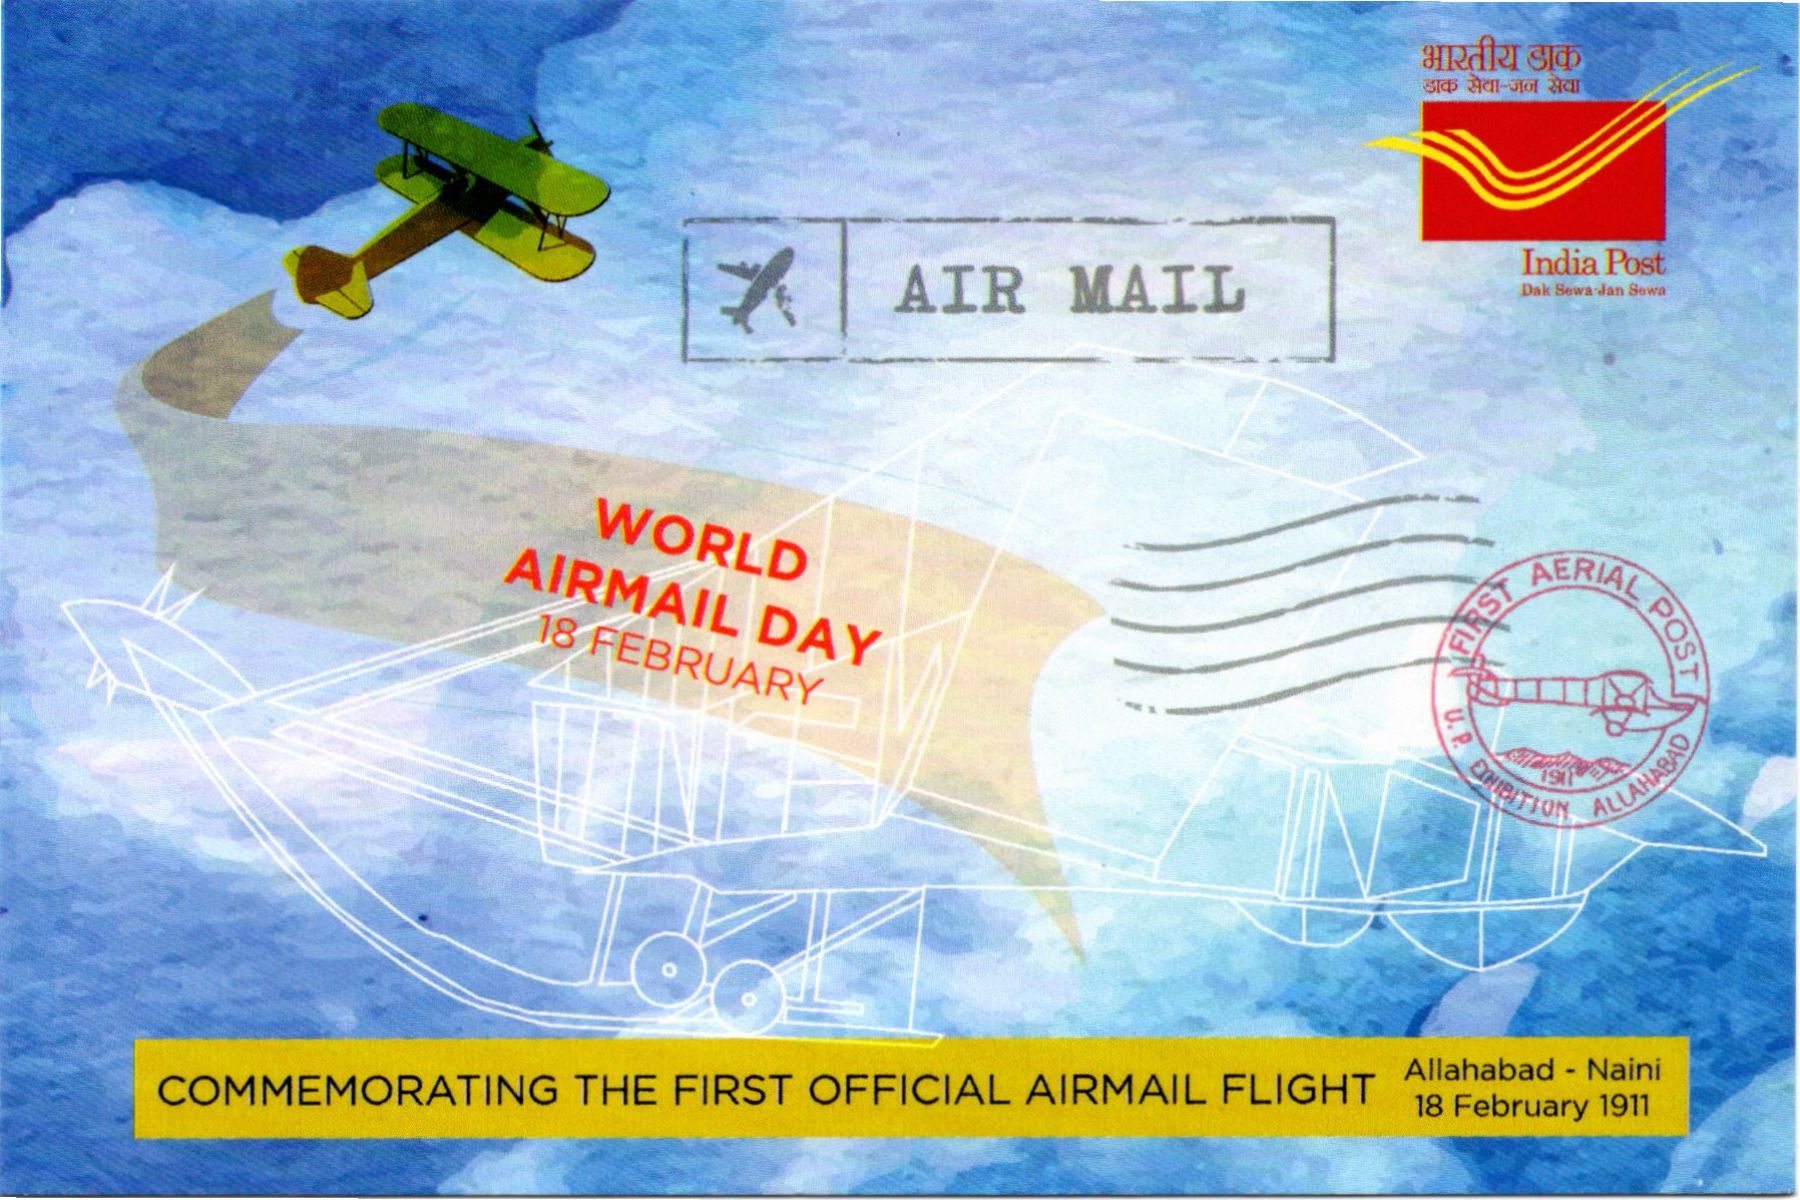 भारतीय डाक
डाक सेवा-जन सेवा
India Post
Dak Sewa-Jan Sewa
AIR MAIL
WORLD
AIRMAIL DAY
18 FEBRUARY
FIRST AERIAL POST
1911
U.P. EXHIBITION ALLAHABAD
COMMEMORATING THE FIRST OFFICIAL AIRMAIL FLIGHT
Allahabad - Naini
18 February 1911